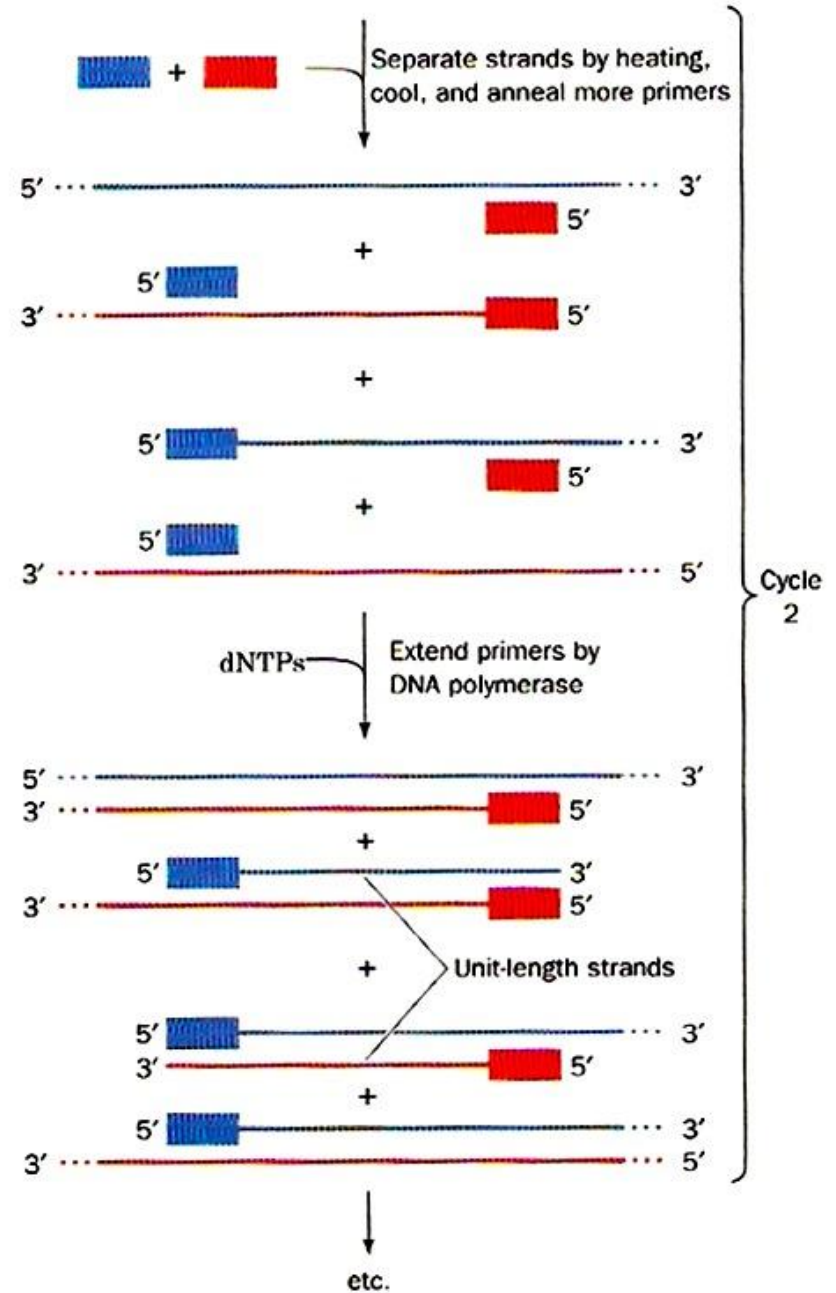 +
Separate strands by heating,
cool, and anneal more primers
5′ ··· ··· 3′
5′
+
5′
3′ ··· 5′
+
5′ ··· 3′
5′
+
5′
3′ ··· ··· 5′
Cycle
2
dNTPs
Extend primers by
DNA polymerase
5′ ··· ··· 3′
3′ ··· 5′
+
5′ 3′
3′ ··· 5′
+ Unit-length strands
5′ ··· 3′
3′ 5′
+
5′ ··· 3′
3′ ··· ··· 5′
etc.